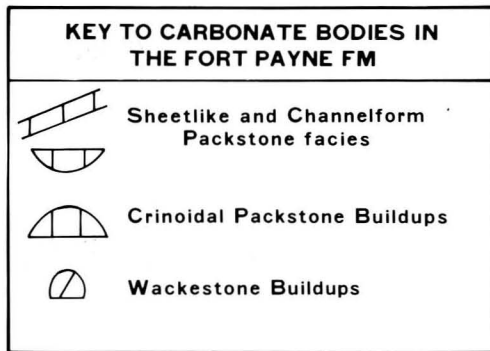 KEY TO CARBONATE BODIES IN
THE FORT PAYNE FM
Sheetlike and Channelform
Packstone facies
Crinoidal Packstone Buildups
Wackestone Buildups